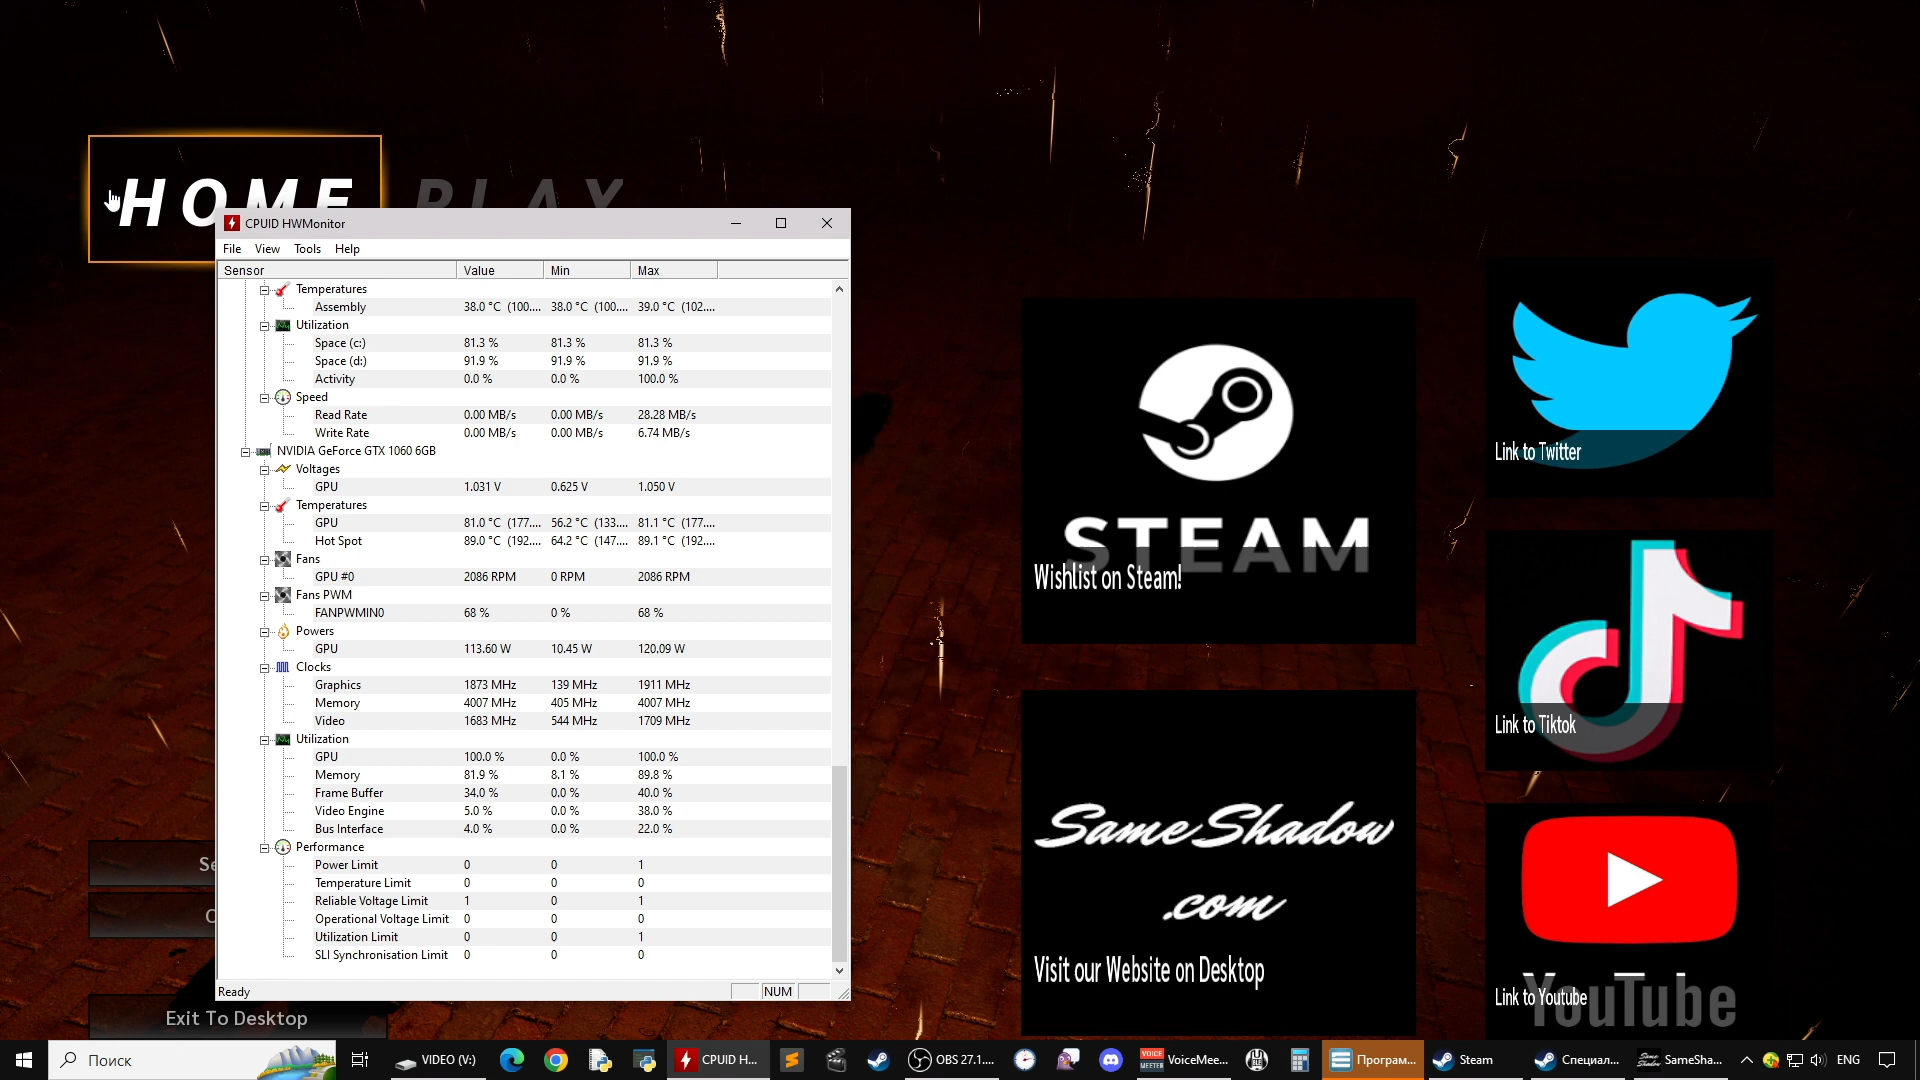 HOME PLAY
CPUID HWMonitor
File View Tools Help
Sensor Value Min Max
Temperatures
Assembly 38.0 °C (100.... 38.0 °C (100.... 39.0 °C (102....
Utilization
Space (c:) 81.3 % 81.3 % 81.3 %
Space (d:) 91.9 % 91.9 % 91.9 %
Activity 0.0 % 0.0 % 100.0 %
Speed
Read Rate 0.00 MB/s 0.00 MB/s 28.28 MB/s
Write Rate 0.00 MB/s 0.00 MB/s 6.74 MB/s
NVIDIA GeForce GTX 1060 6GB
Voltages
GPU 1.031 V 0.625 V 1.050 V
Temperatures
GPU 81.0 °C (177.... 56.2 °C (133.... 81.1 °C (177....
Hot Spot 89.0 °C (192.... 64.2 °C (147.... 89.1 °C (192....
Fans
GPU #0 2086 RPM 0 RPM 2086 RPM
Fans PWM
FANPWMIN0 68 % 0 % 68 %
Powers
GPU 113.60 W 10.45 W 120.09 W
Clocks
Graphics 1873 MHz 139 MHz 1911 MHz
Memory 4007 MHz 405 MHz 4007 MHz
Video 1683 MHz 544 MHz 1709 MHz
Utilization
GPU 100.0 % 0.0 % 100.0 %
Memory 81.9 % 8.1 % 89.8 %
Frame Buffer 34.0 % 0.0 % 40.0 %
Video Engine 5.0 % 0.0 % 38.0 %
Bus Interface 4.0 % 0.0 % 22.0 %
Performance
Power Limit 0 0 1
Temperature Limit 0 0 0
Reliable Voltage Limit 1 0 1
Operational Voltage Limit 0 0 0
Utilization Limit 0 0 1
SLI Synchronisation Limit 0 0 0
Ready NUM
Se
Exit To Desktop
STEAM
Wishlist on Steam!
SameShadow
.com
Visit our Website on Desktop
Link to Twitter
Link to Tiktok
YouTube
Link to Youtube
Поиск
VIDEO (V:)
CPUID H...
OBS 27.1....
VOICE
MEETER
VoiceMee...
Програм...
Steam
Специал...
SameSha...
ENG